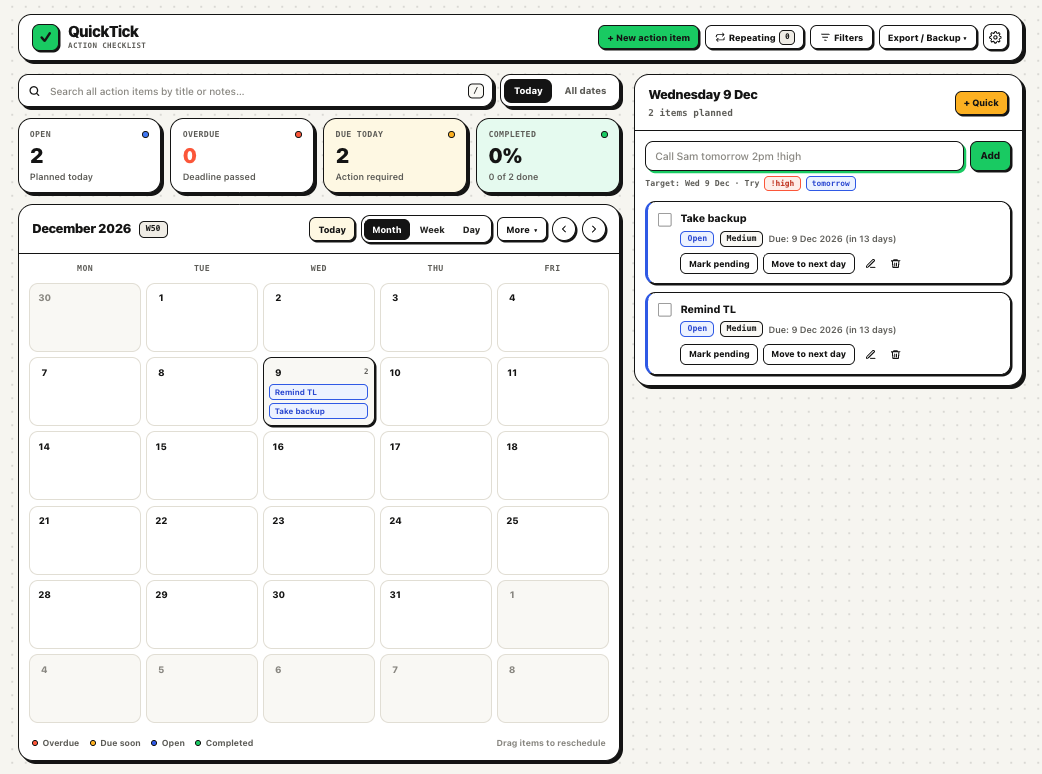 QuickTick
ACTION CHECKLIST
+ New action item
Repeating 0
Filters
Export / Backup ▾
Search all action items by title or notes...
/
Today
All dates
OPEN
2
Planned today
OVERDUE
0
Deadline passed
DUE TODAY
2
Action required
COMPLETED
0%
0 of 2 done
December 2026 W50
Today
Month Week Day
More ▾
MON TUE WED THU FRI
30 1 2 3 4
7 8 9 2 10 11
Remind TL
Take backup
14 15 16 17 18
21 22 23 24 25
28 29 30 31 1
4 5 6 7 8
Overdue Due soon Open Completed
Drag items to reschedule
Wednesday 9 Dec
2 items planned
+ Quick
Call Sam tomorrow 2pm !high
Add
Target: Wed 9 Dec · Try !high tomorrow
Take backup
Open Medium Due: 9 Dec 2026 (in 13 days)
Mark pending Move to next day
Remind TL
Open Medium Due: 9 Dec 2026 (in 13 days)
Mark pending Move to next day